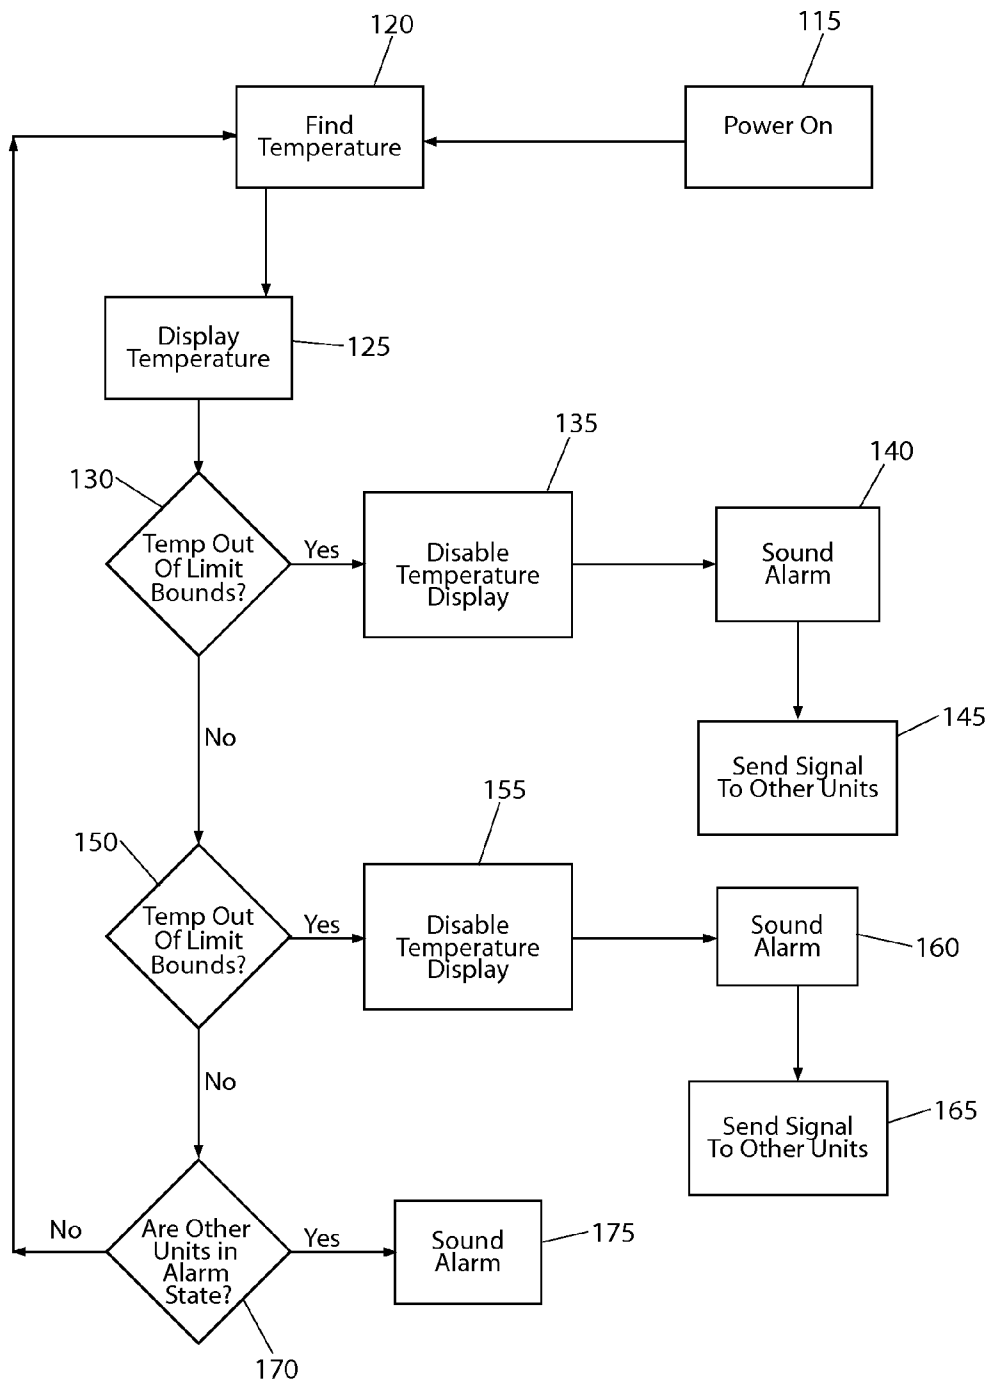 120
115
Find
Temperature
Power On
Display
Temperature
125
130
Temp Out
Of Limit
Bounds?
Yes
135
Disable
Temperature
Display
140
Sound
Alarm
145
Send Signal
To Other Units
No
150
Temp Out
Of Limit
Bounds?
Yes
155
Disable
Temperature
Display
Sound
Alarm
160
165
Send Signal
To Other Units
No
Are Other
Units in
Alarm
State?
No
Yes
Sound
Alarm
175
170